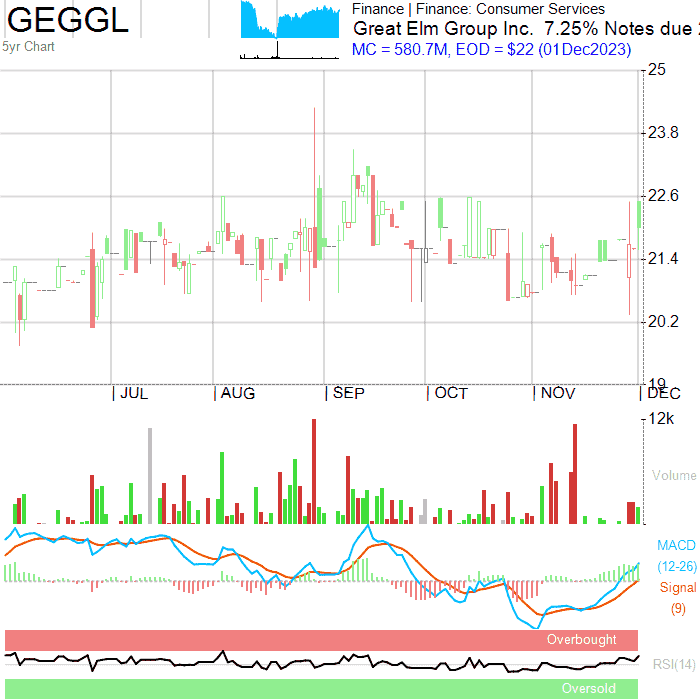 GEGGL
5yr Chart
Finance | Finance: Consumer Services
Great Elm Group Inc. 7.25% Notes due
MC = 580.7M, EOD = $22 (01Dec2023)
25
23.8
22.6
21.4
20.2
19
JUL AUG SEP OCT NOV DEC
12k
Volume
MACD
(12-26)
Signal
(9)
Overbought
RSI(14)
Oversold